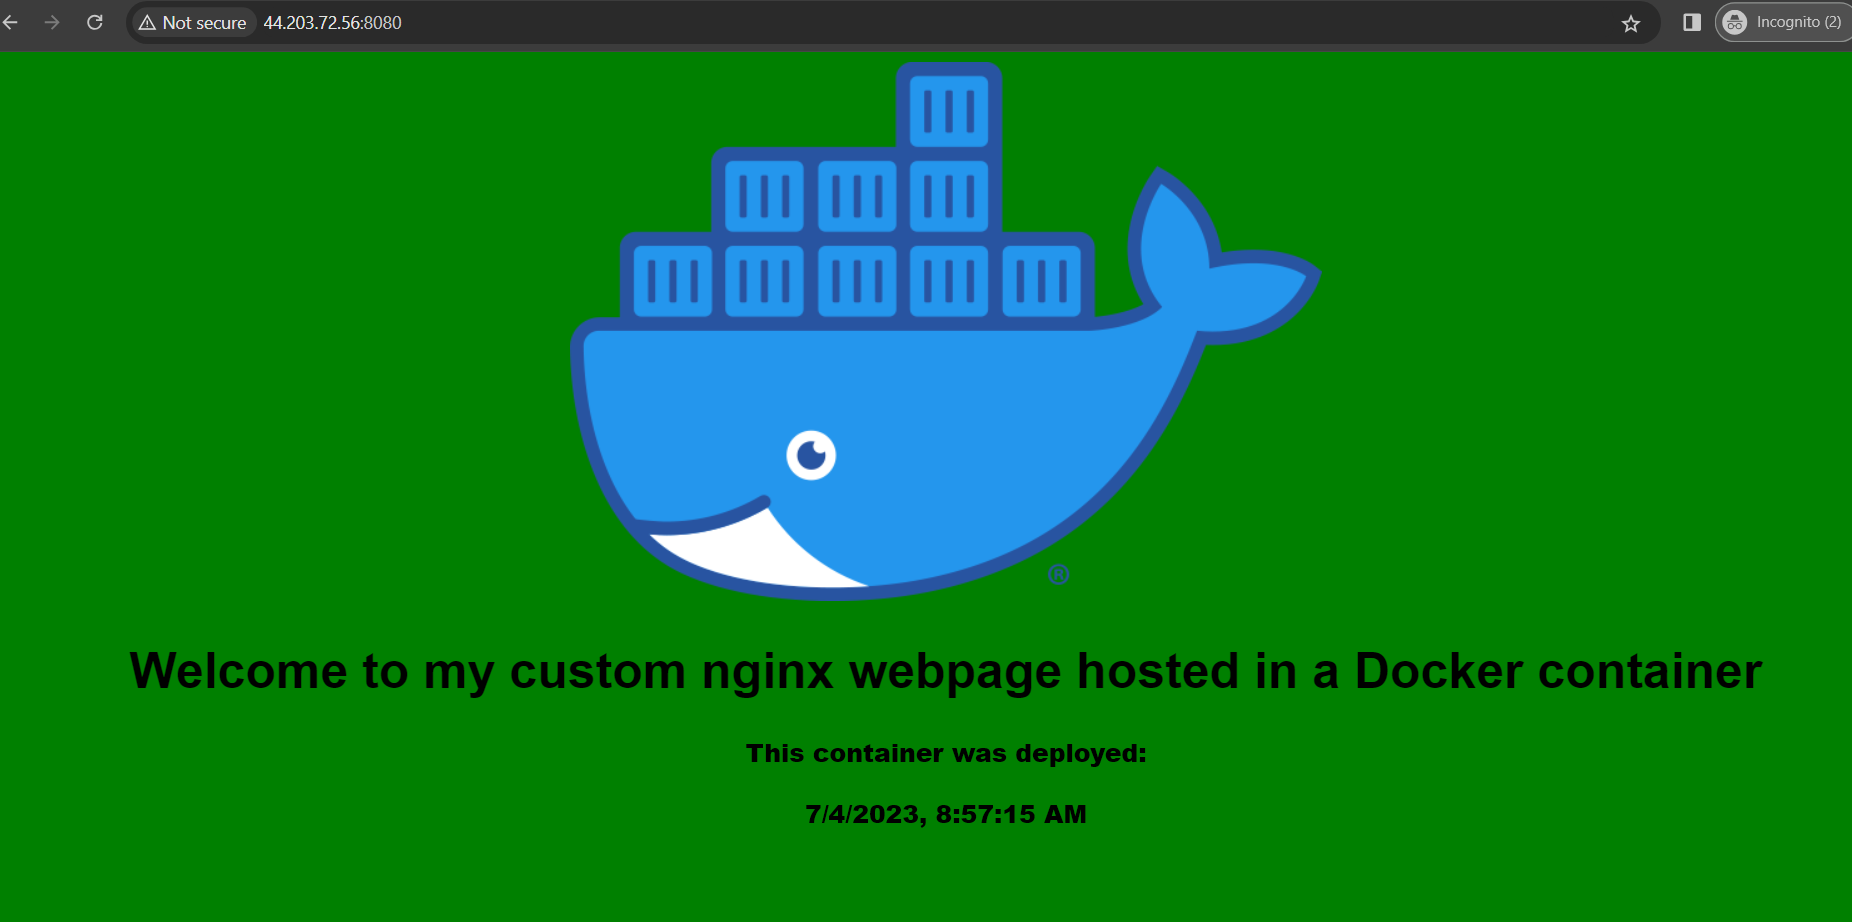 Not secure 44.203.72.56:8080 Incognito (2)
®
Welcome to my custom nginx webpage hosted in a Docker container
This container was deployed:
7/4/2023, 8:57:15 AM